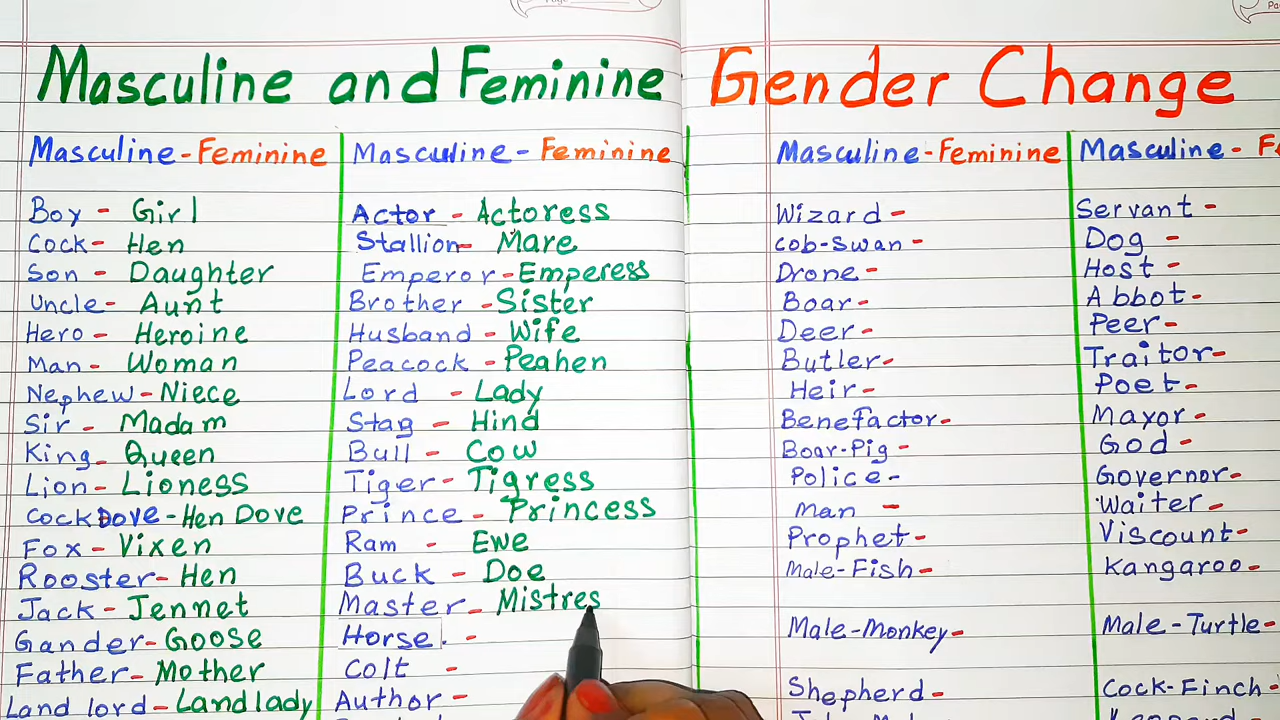 Masculine and Feminine Gender Change
Masculine - Feminine
Boy - Girl
Cock - Hen
Son - Daughter
Uncle - Aunt
Hero - Heroine
Man - Woman
Nephew - Niece
Sir - Madam
King - Queen
Lion - Lioness
Cock Dove - Hen Dove
Fox - Vixen
Rooster - Hen
Jack - Jennet
Gander - Goose
Father - Mother
Land lord - Landlady
Masculine - Feminine
Actor - Actoress
Stallion - Mare
Emperor - Emperess
Brother - Sister
Husband - Wife
Peacock - Peahen
Lord - Lady
Stag - Hind
Bull - Cow
Tiger - Tigress
Prince - Princess
Ram - Ewe
Buck - Doe
Master - Mistres
Horse. -
Colt -
Author -
Masculine - Feminine
Wizard -
Cob-Swan -
Drone -
Boar -
Deer -
Butler -
Heir -
Benefactor. -
Boar-Pig -
Police -
Man -
Prophet -
Male-Fish -
Male-Monkey -
Shepherd -
Masculine - Fe
Servant -
Dog -
Host -
Abbot -
Peer -
Traitor -
Poet -
Mayor -
God -
Governor -
Waiter -
Viscount -
Kangaroo -
Male-Turtle -
Cock-Finch -